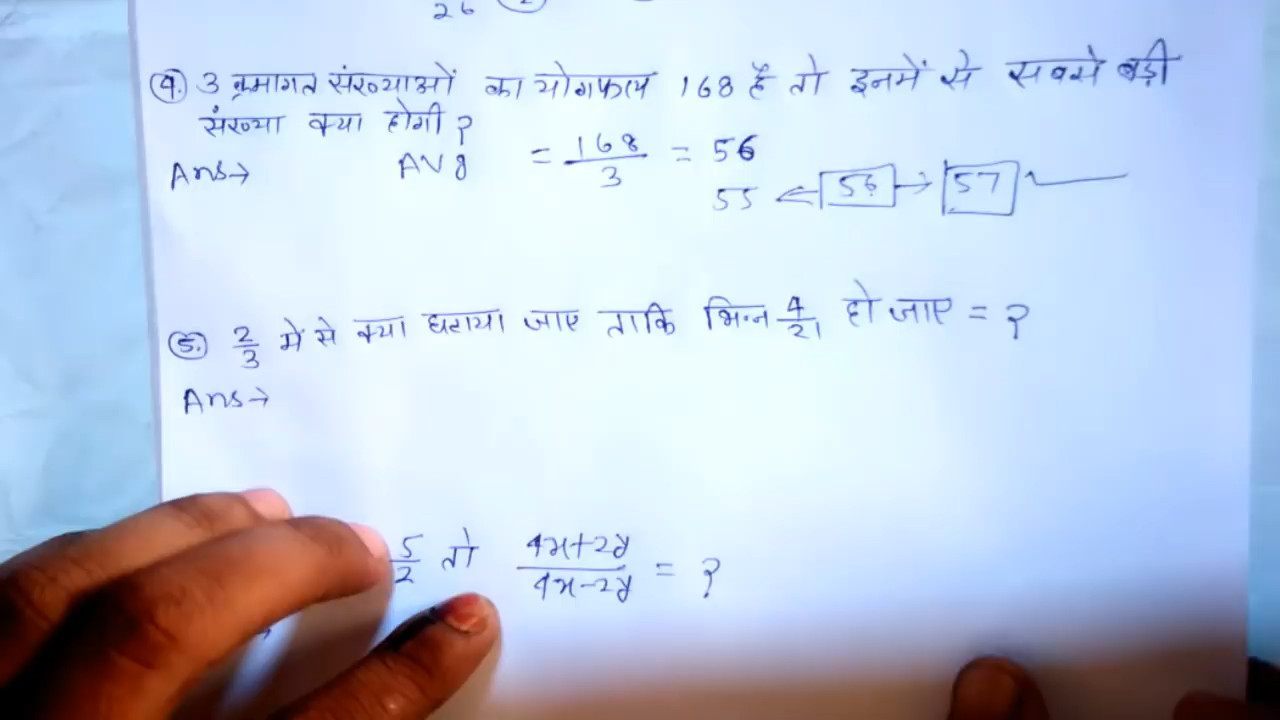 26 2
4. 3 क्रमागत संख्याओं का योगफल 168 है तो इनमें से सबसे बड़ी
संख्या क्या होगी ?
Ans→ AVg = 168/3 = 56
55 ← 56 → 57
5. 2/3 में से क्या घटाया जाए ताकि भिन्न 4/21 हो जाए = ?
Ans→
5/2 तो 4x+2y/4x-2y = ?